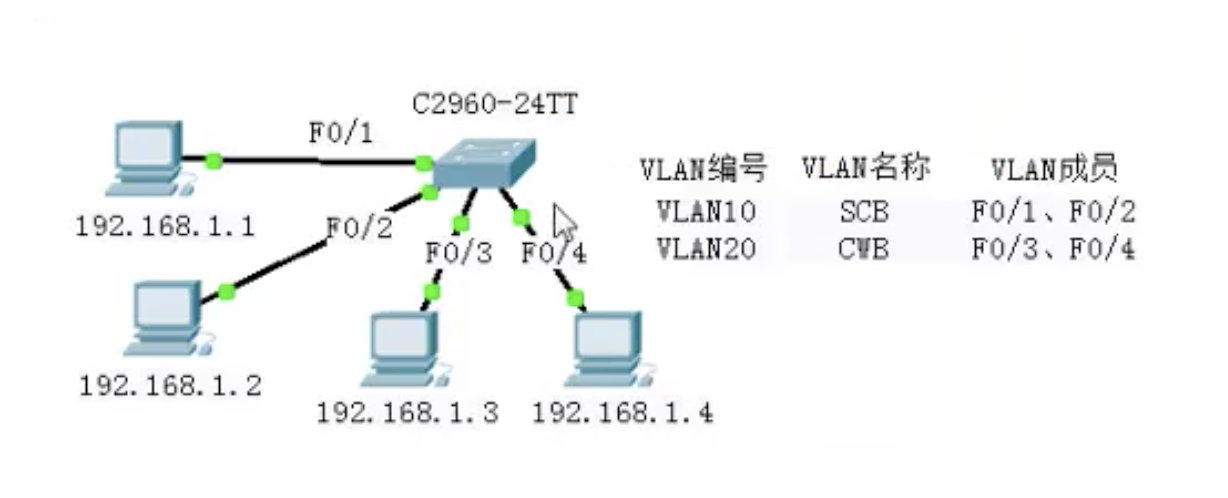 C2960-24TT
F0/1
192.168.1.1
F0/2
F0/3
F0/4
192.168.1.2
192.168.1.3
192.168.1.4
VLAN编号 VLAN名称 VLAN成员
VLAN10 SCB F0/1、F0/2
VLAN20 CWB F0/3、F0/4